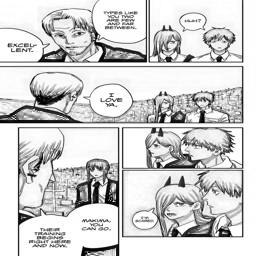 HUH?
TYPES LIKE
YOU TWO
ARE FEW
AND FAR
BETWEEN.
EXCEL-
LENT.
I
LOVE
YA.
I'M
SCARED.
MAKIMA,
YOU
CAN GO.
THEIR
TRAINING
BEGINS
RIGHT HERE
AND NOW.